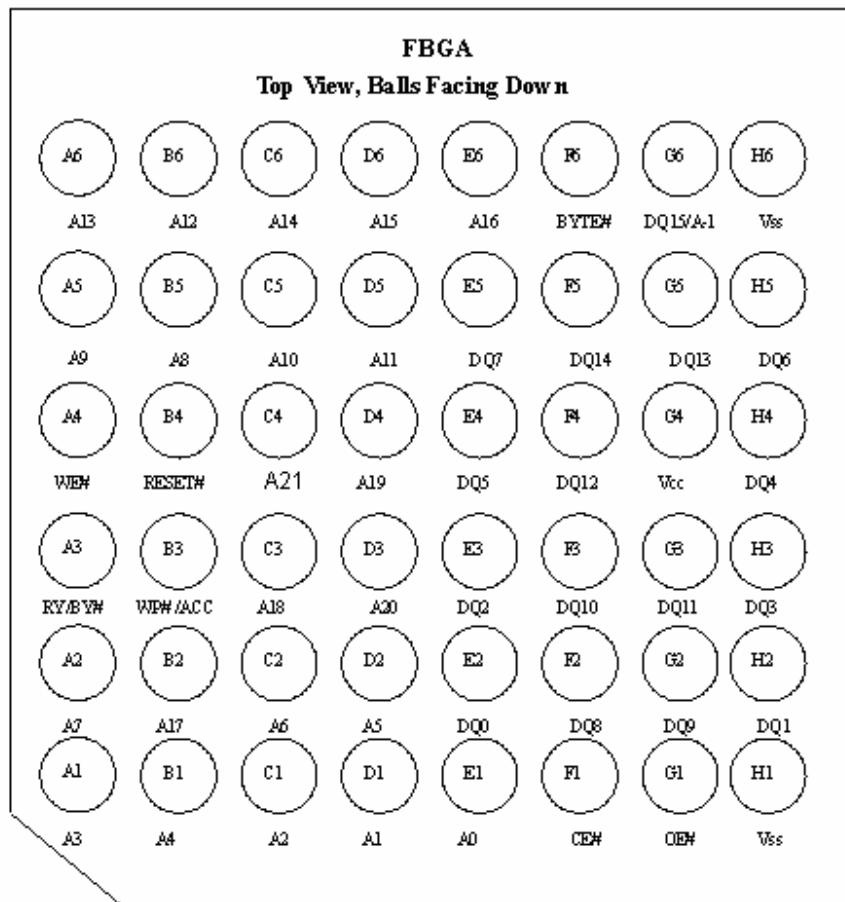 FBGA
Top View, Balls Facing Down
A6 B6 C6 D6 E6 F6 G6 H6
A13 A12 A14 A15 A16 BYTE# DQ15/A-1 Vss
A5 B5 C5 D5 E5 F5 G5 H5
A9 A8 A10 A11 DQ7 DQ14 DQ13 DQ6
A4 B4 C4 D4 E4 F4 G4 H4
WE# RESET# A21 A19 DQ5 DQ12 Vcc DQ4
A3 B3 C3 D3 E3 F3 G3 H3
RY/BY# WP#/ACC A18 A20 DQ2 DQ10 DQ11 DQ3
A2 B2 C2 D2 E2 F2 G2 H2
A7 A17 A6 A5 DQ0 DQ8 DQ9 DQ1
A1 B1 C1 D1 E1 F1 G1 H1
A3 A4 A2 A1 A0 CE# OE# Vss